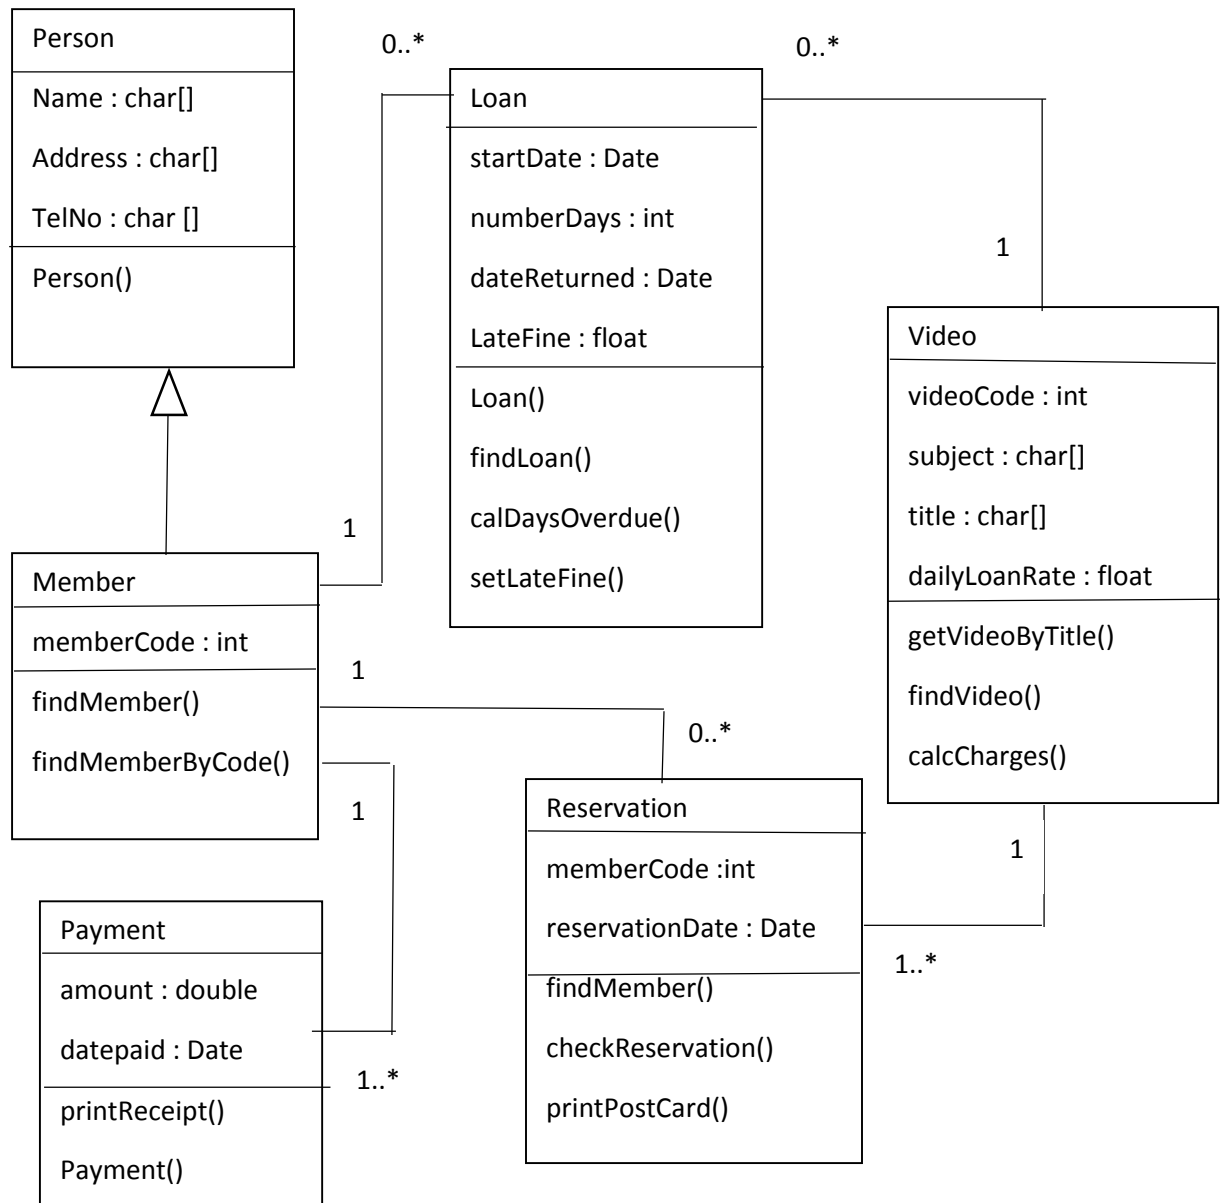 Person
Name : char[]
Address : char[]
TelNo : char []
Person()
0..*
0..*
Loan
startDate : Date
numberDays : int
dateReturned : Date
LateFine : float
Loan()
findLoan()
calDaysOverdue()
setLateFine()
1
Video
videoCode : int
subject : char[]
title : char[]
dailyLoanRate : float
getVideoByTitle()
findVideo()
calcCharges()
1
Member
memberCode : int
findMember()
findMemberByCode()
1
0..*
1
Reservation
memberCode :int
reservationDate : Date
findMember()
checkReservation()
printPostCard()
1
1..*
Payment
amount : double
datepaid : Date
printReceipt()
Payment()
1..*